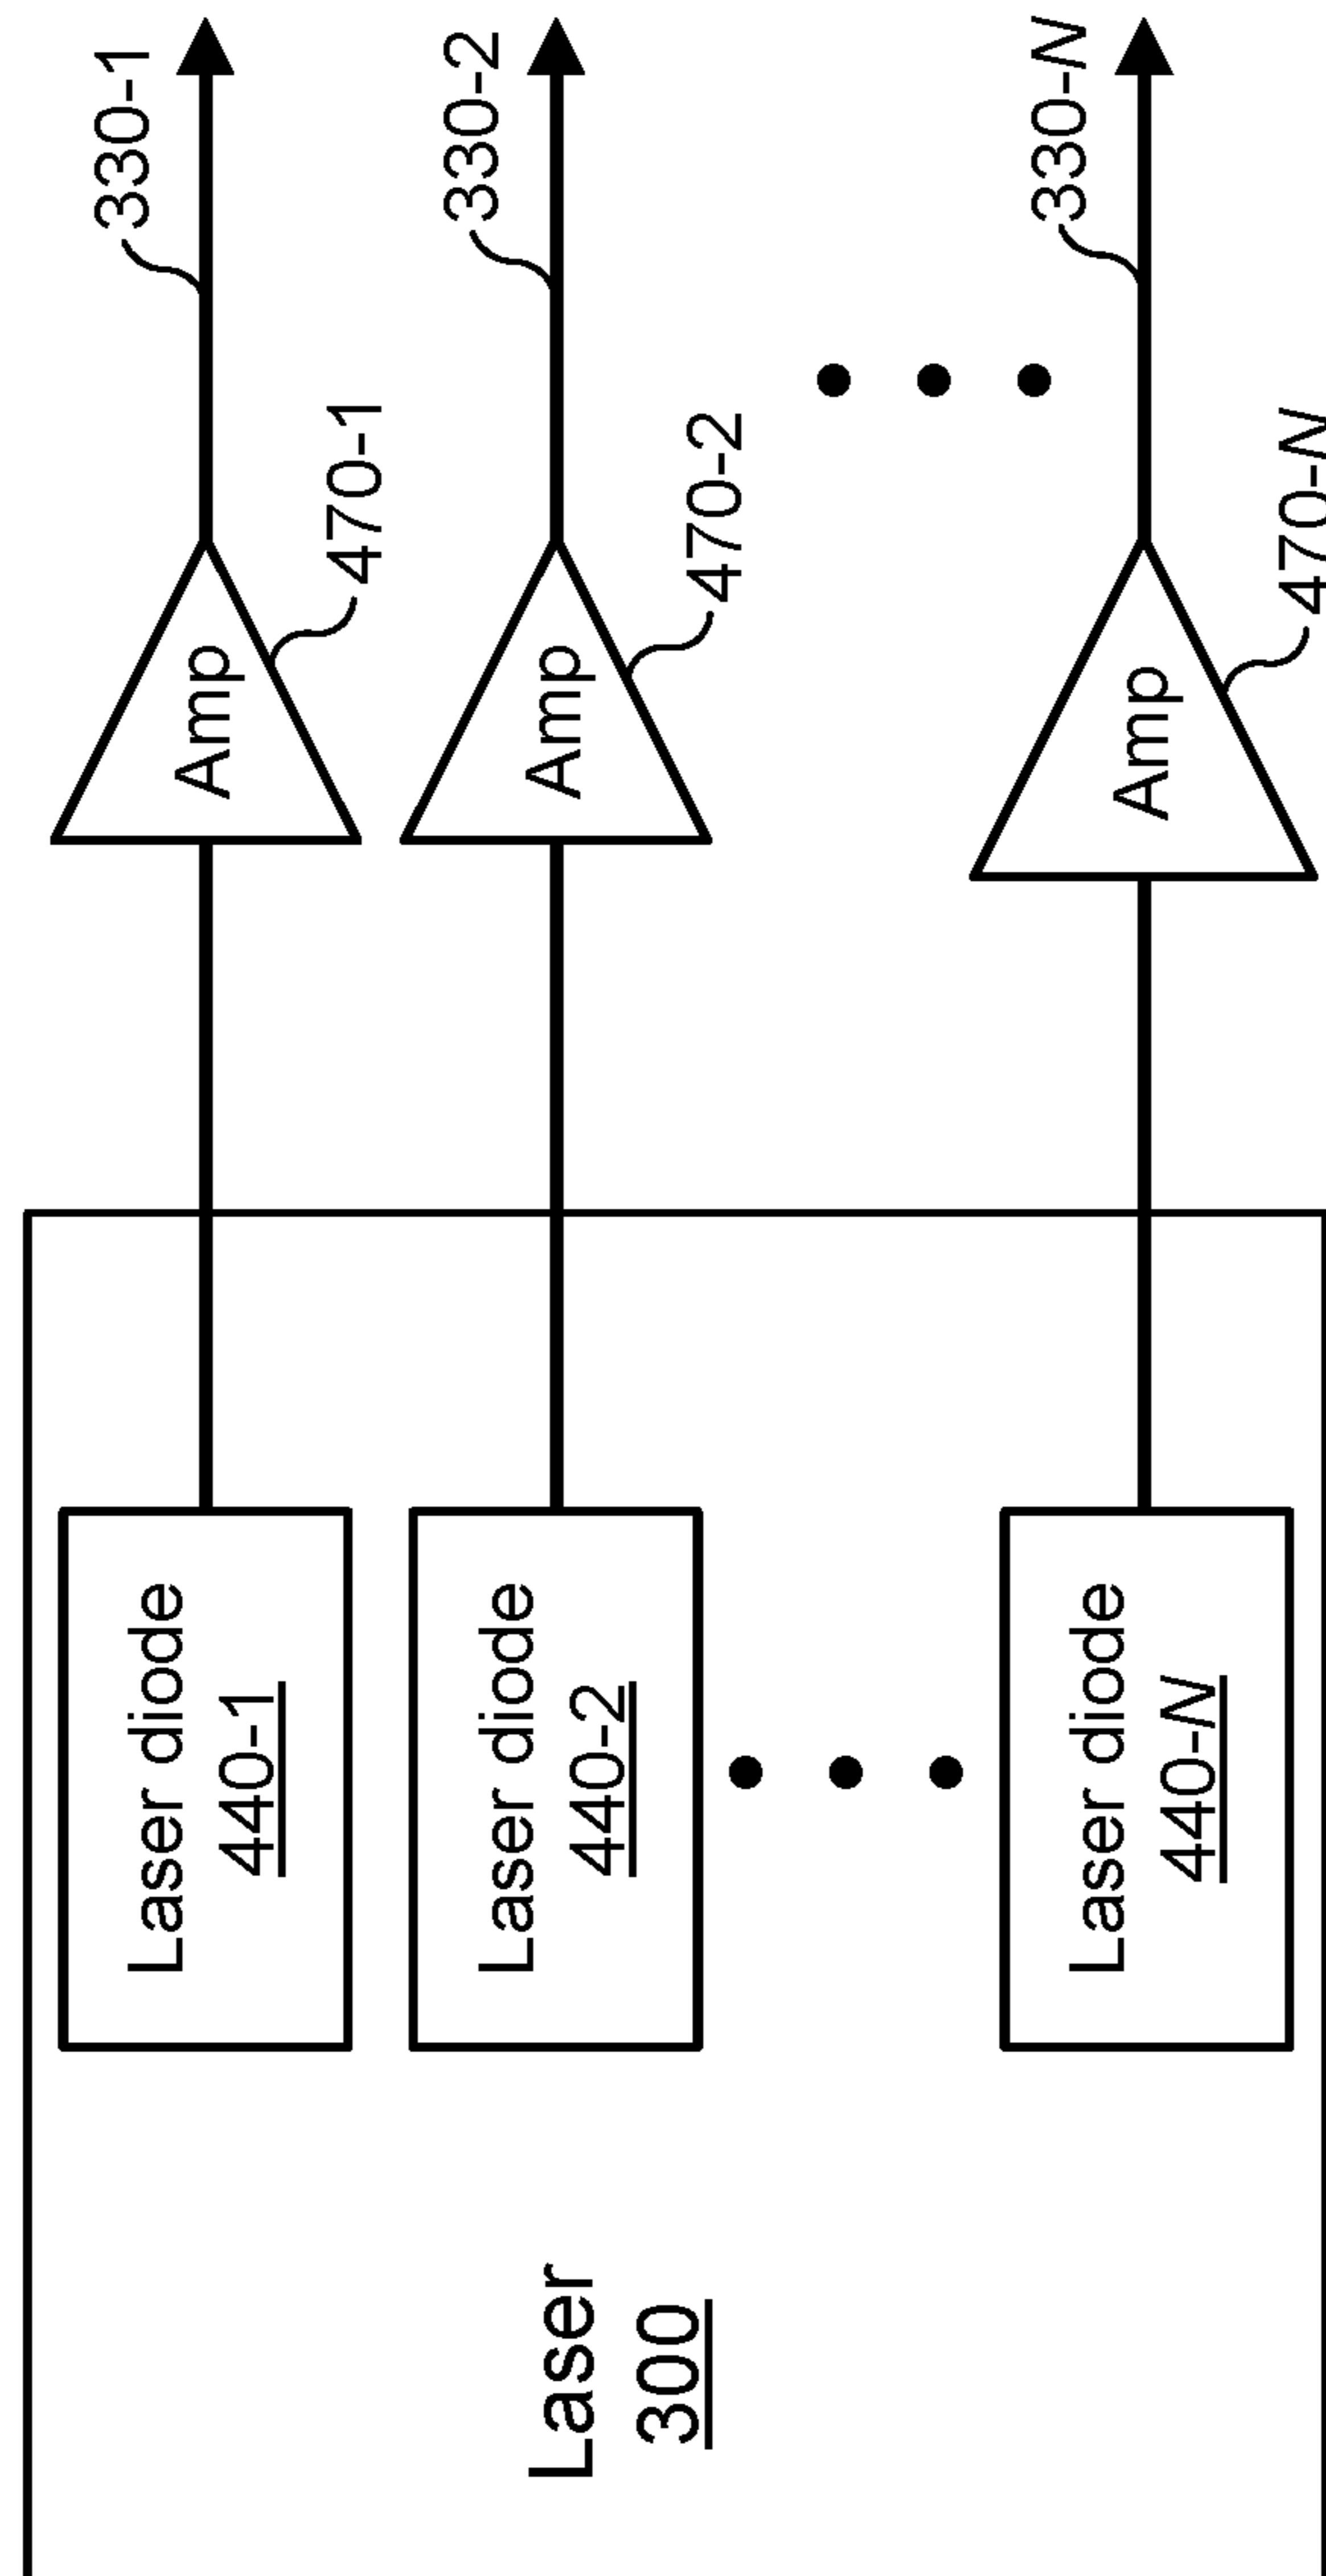 Laser
300
Laser diode
440-1
Amp
470-1
330-1
Laser diode
440-2
Amp
470-2
330-2
Laser diode
440-N
Amp
470-N
330-N